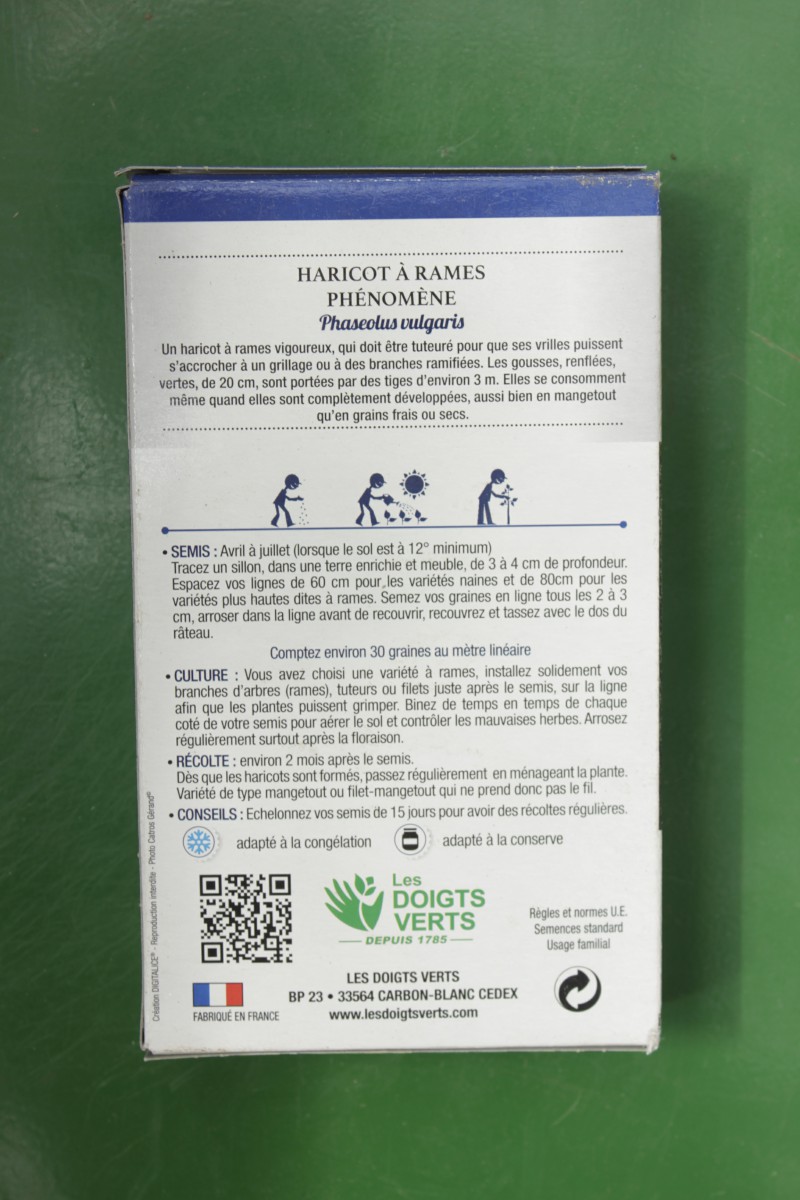 HARICOT À RAMES
PHÉNOMÈNE
Phaseolus vulgaris
Un haricot à rames vigoureux, qui doit être tuteuré pour que ses vrilles puissent
s'accrocher à un grillage ou à des branches ramifiées. Les gousses, renflées,
vertes, de 20 cm, sont portées par des tiges d'environ 3 m. Elles se consomment
même quand elles sont complètement développées, aussi bien en mangetout
qu'en grains frais ou secs.
• SEMIS : Avril à juillet (lorsque le sol est à 12° minimum)
Tracez un sillon, dans une terre enrichie et meuble, de 3 à 4 cm de profondeur.
Espacez vos lignes de 60 cm pour les variétés naines et de 80cm pour les
variétés plus hautes dites à rames. Semez vos graines en ligne tous les 2 à 3
cm, arroser dans la ligne avant de recouvrir, recouvrez et tassez avec le dos du
râteau.
Comptez environ 30 graines au mètre linéaire
• CULTURE : Vous avez choisi une variété à rames, installez solidement vos
branches d'arbres (rames), tuteurs ou filets juste après le semis, sur la ligne
afin que les plantes puissent grimper. Binez de temps en temps de chaque
coté de votre semis pour aérer le sol et contrôler les mauvaises herbes. Arrosez
régulièrement surtout après la floraison.
• RÉCOLTE : environ 2 mois après le semis.
Dès que les haricots sont formés, passez régulièrement en ménageant la plante.
Variété de type mangetout ou filet-mangetout qui ne prend donc pas le fil.
• CONSEILS : Echelonnez vos semis de 15 jours pour avoir des récoltes régulières.
adapté à la congélation
adapté à la conserve
Création DIGITALICE® - Reproduction interdite - Photo Catros Gérand®
Les
DOIGTS
VERTS
DEPUIS 1785
Règles et normes U.E.
Semences standard
Usage familial
FABRIQUÉ EN FRANCE
LES DOIGTS VERTS
BP 23 • 33564 CARBON-BLANC CEDEX
www.lesdoigtsverts.com